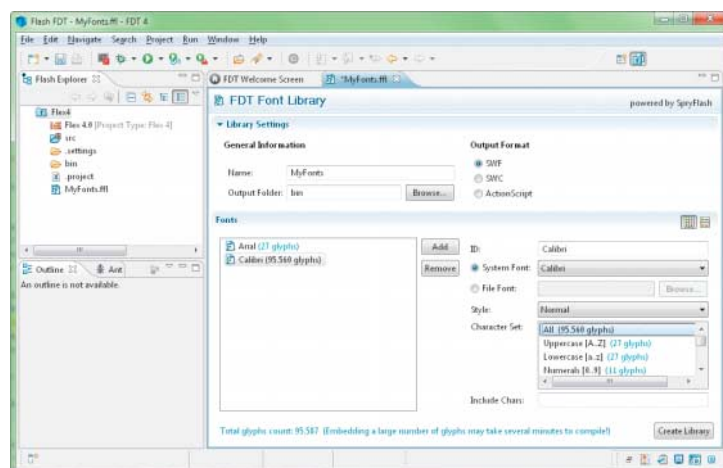 Flash FDT - MyFonts.ffl - FDT 4
File Edit Navigate Search Project Run Window Help
Flash Explorer
FDT Welcome Screen
*MyFonts.ffl
Flex4
Flex 4.0 [Project Type: Flex 4]
src
.settings
bin
.project
MyFonts.ffl
Outline
Ant
An outline is not available.
FDT Font Library
powered by SpryFlash
Library Settings
General Information
Name: MyFonts
Output Folder: bin
Browse...
Output Format
SWF
SWC
ActionScript
Fonts
Arial (27 glyphs)
Calibri (95.560 glyphs)
Add
Remove
ID: Calibri
System Font: Calibri
File Font:
Browse...
Style: Normal
Character Set: All (95.560 glyphs)
Uppercase [A..Z] (27 glyphs)
Lowercase [a..z] (27 glyphs)
Numerals [0..9] (11 glyphs)
Include Chars:
Total glyphs count: 95.587 (Embedding a large number of glyphs may take several minutes to compile!)
Create Library